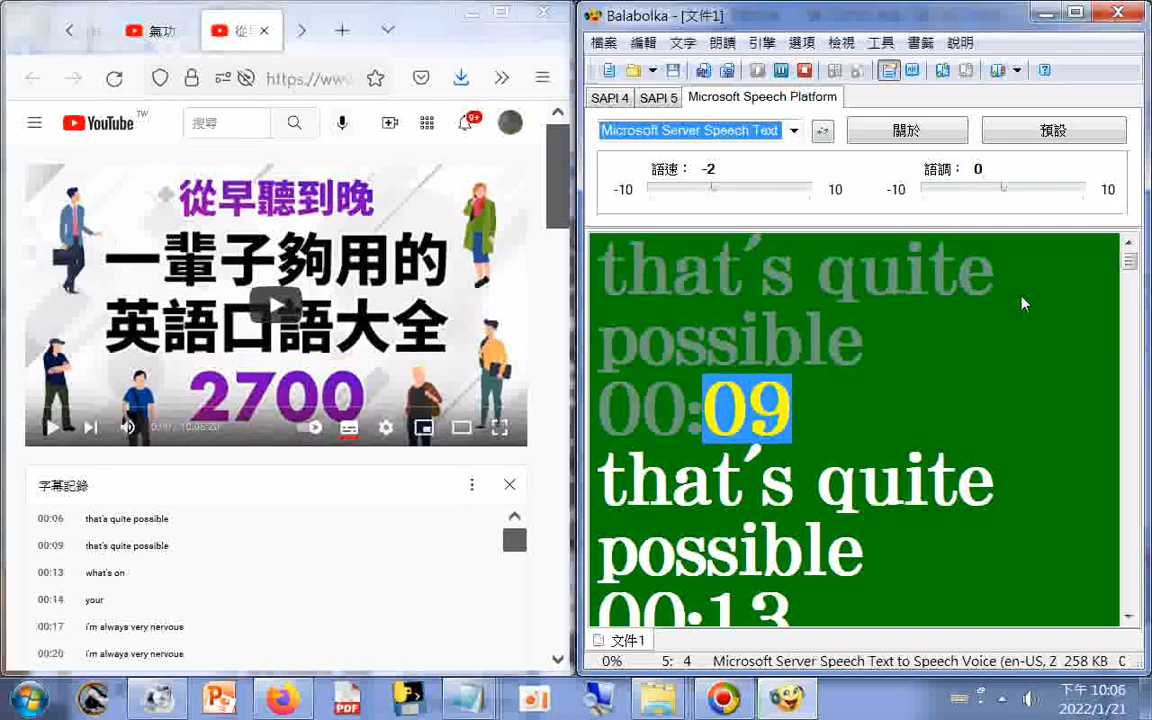 氣功
從!
https://www
YouTube TW
搜尋
9+
從早聽到晚
一輩子夠用的
英語口語大全
2700
字幕記錄
00:06 that's quite possible
00:09 that's quite possible
00:13 what's on
00:14 your
00:17 i'm always very nervous
00:20 i'm always very nervous
Balabolka - [文件1]
檔案 編輯 文字 朗讀 引擎 選項 檢視 工具 書籤 說明
SAPI 4 SAPI 5 Microsoft Speech Platform
Microsoft Server Speech Text 關於 預設
語速： -2 語調： 0
-10 10 -10 10
that's quite
possible
00:09
that's quite
possible
00:13
文件1
0% 5: 4 Microsoft Server Speech Text to Speech Voice (en-US, Z 258 KB
PDF
下午 10:06
2022/1/21